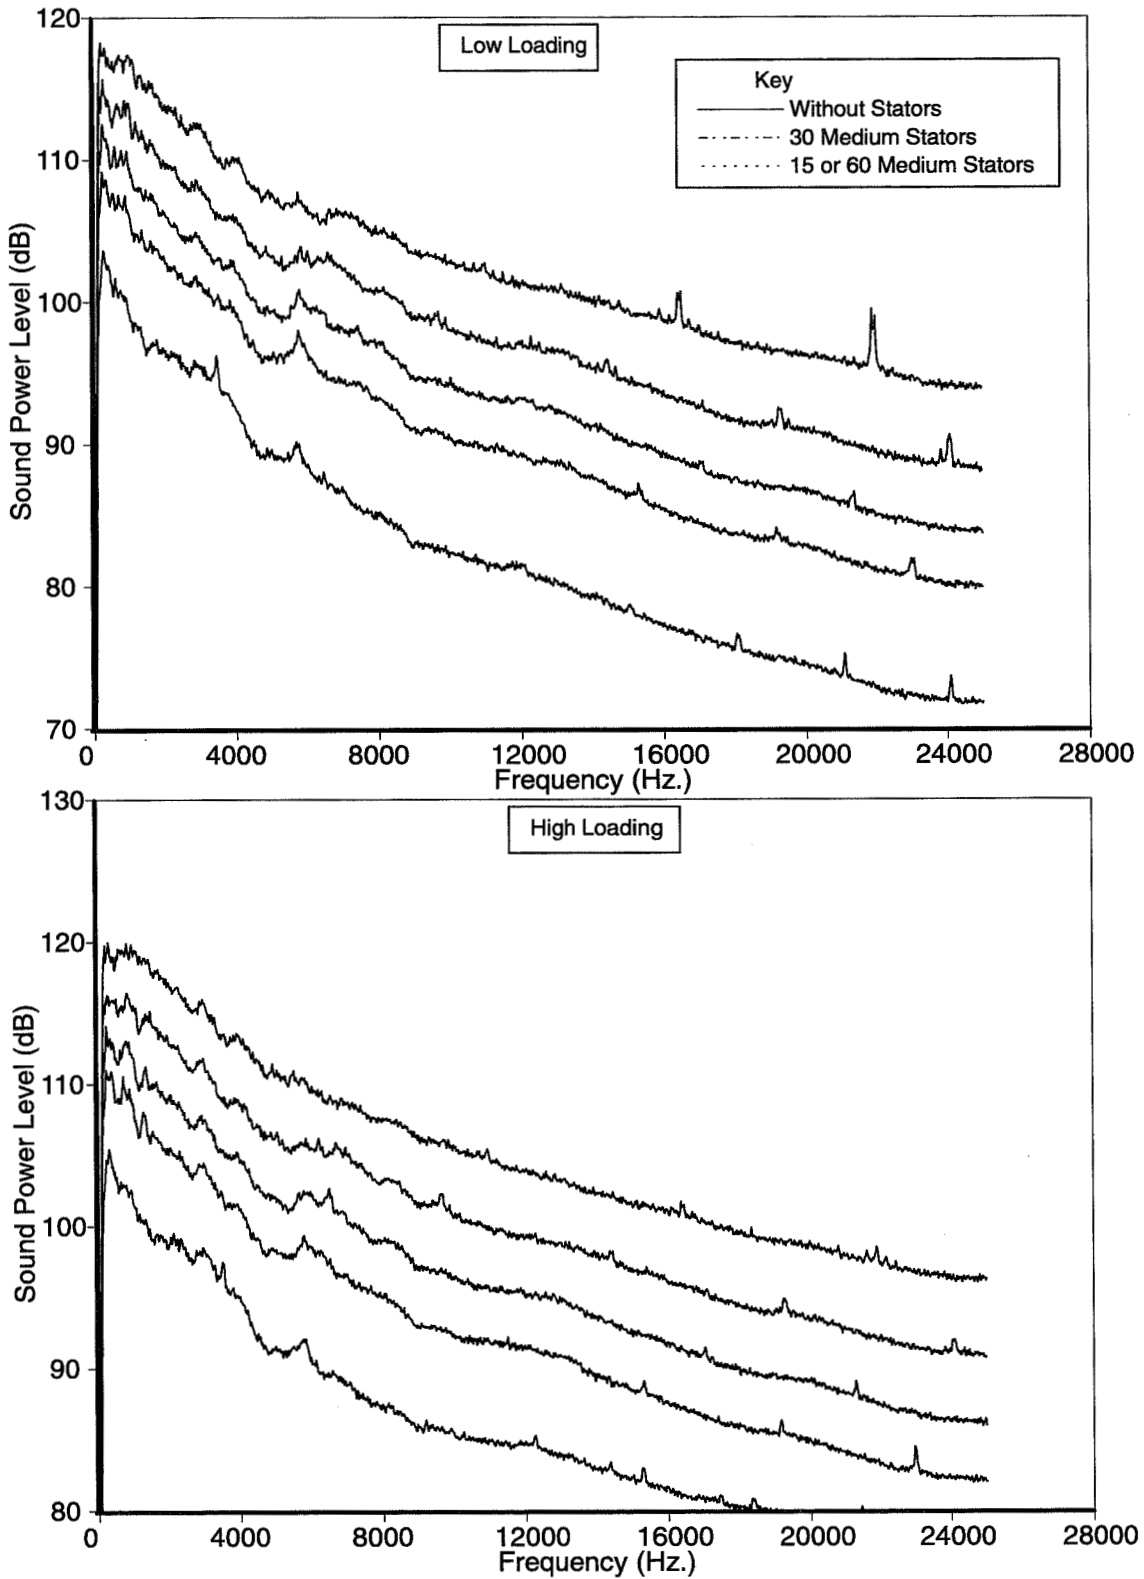 120
Low Loading
Key
Without Stators
30 Medium Stators
15 or 60 Medium Stators
110
100
90
80
70
Sound Power Level (dB)
0 4000 8000 12000 16000 20000 24000 28000
Frequency (Hz.)
130
High Loading
120
110
100
90
80
Sound Power Level (dB)
0 4000 8000 12000 16000 20000 24000 28000
Frequency (Hz.)